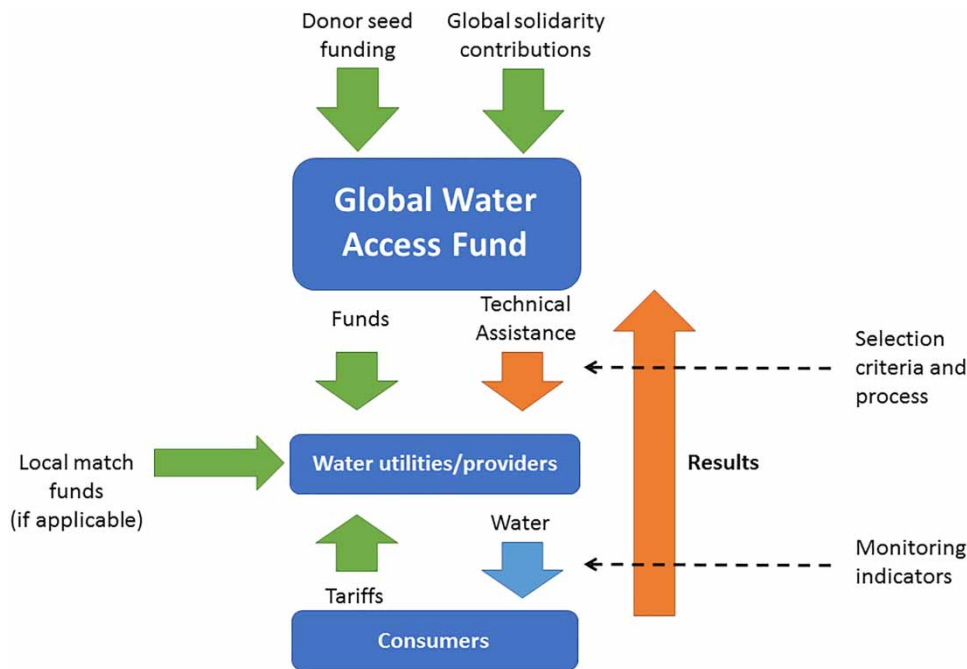 Donor seed
funding
Global solidarity
contributions
Global Water
Access Fund
Funds
Technical
Assistance
Selection
criteria and
process
Local match
funds
(if applicable)
Water utilities/providers
Results
Water
Monitoring
indicators
Tariffs
Consumers